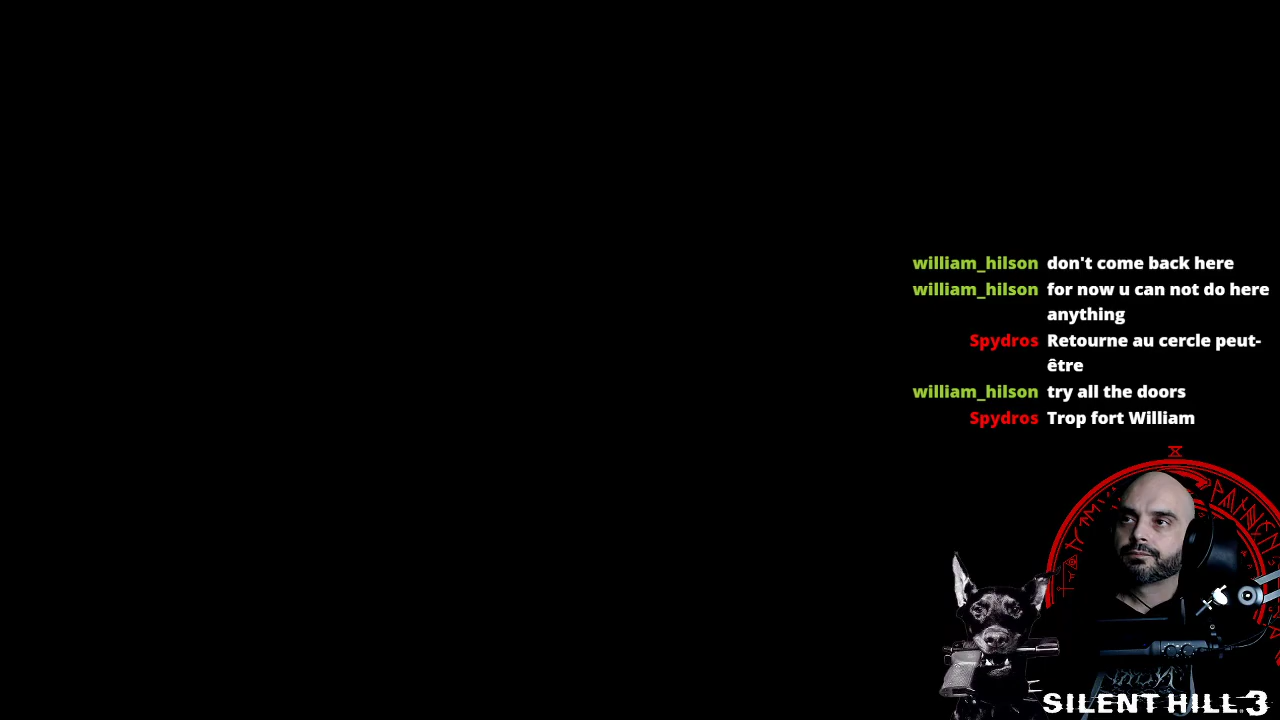 william_hilson don't come back here
william_hilson for now u can not do here
anything
Spydros Retourne au cercle peut-
être
william_hilson try all the doors
Spydros Trop fort William
SILENT HILL 3